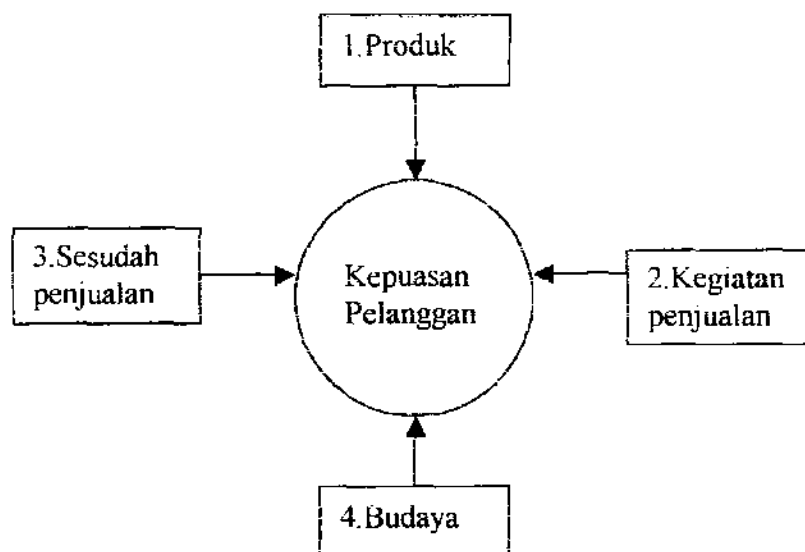 1.Produk
3.Sesudah
penjualan
Kepuasan
Pelanggan
2.Kegiatan
penjualan
4.Budaya